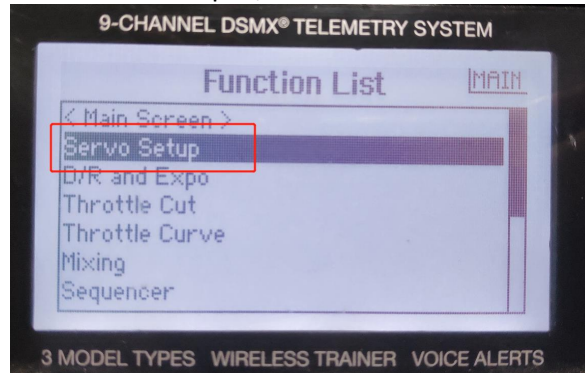 9-CHANNEL DSMX® TELEMETRY SYSTEM
Function List
MAIN
< Main Screen >
Servo Setup
D/R and Expo
Throttle Cut
Throttle Curve
Mixing
Sequencer
3 MODEL TYPES WIRELESS TRAINER VOICE ALERTS